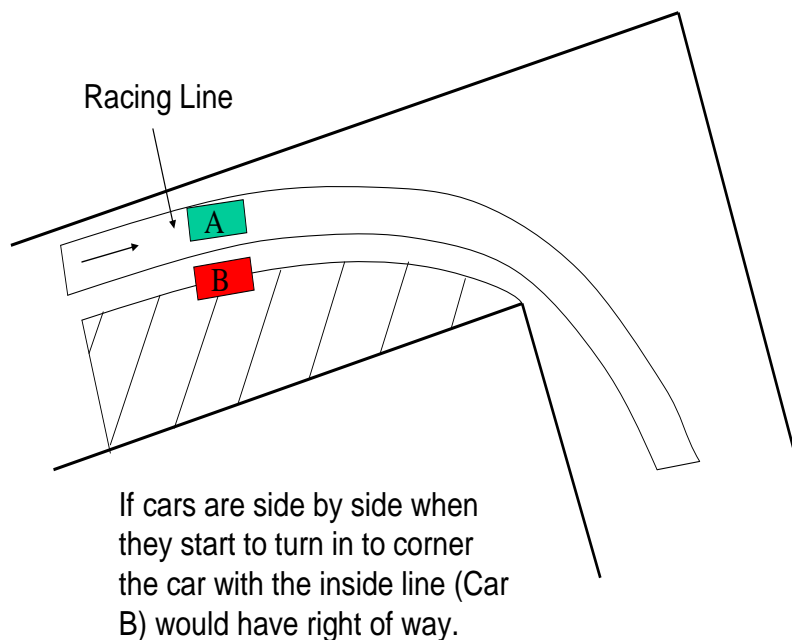 Racing Line
A
B
If cars are side by side when
they start to turn in to corner
the car with the inside line (Car
B) would have right of way.